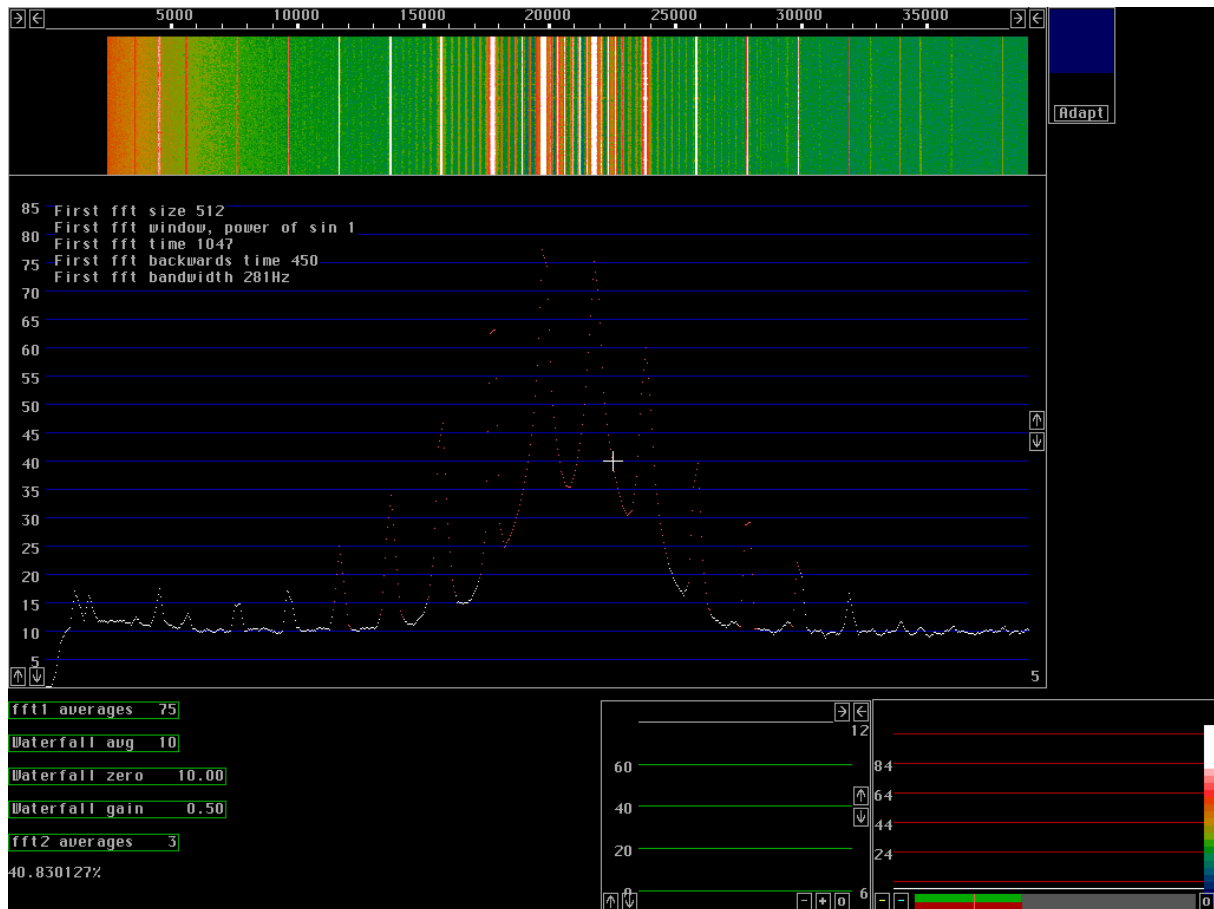 5000 10000 15000 20000 25000 30000 35000
Adapt
85
80
75
70
65
60
55
50
45
40
35
30
25
20
15
10
5
First fft size 512
First fft window, power of sin 1
First fft time 1047
First fft backwards time 450
First fft bandwidth 281Hz
5
fft1 averages 75
Waterfall avg 10
Waterfall zero 10.00
Waterfall gain 0.50
fft2 averages 3
40.830127%
12
60
40
20
0
6
- + 0
84
64
44
24
- -
0